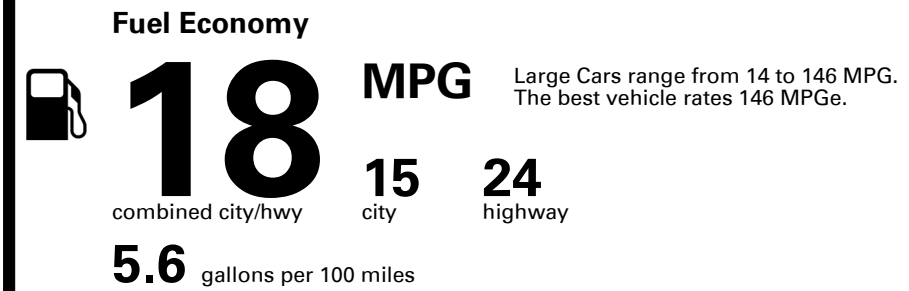 Fuel Economy
18 MPG
Large Cars range from 14 to 146 MPG.
The best vehicle rates 146 MPGe.
combined city/hwy
15
city
24
highway
5.6 gallons per 100 miles